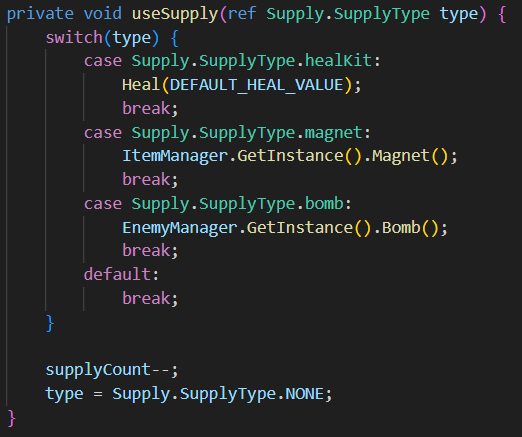 private void useSupply(ref Supply.SupplyType type) {
    switch(type) {
        case Supply.SupplyType.healKit:
            Heal(DEFAULT_HEAL_VALUE);
            break;
        case Supply.SupplyType.magnet:
            ItemManager.GetInstance().Magnet();
            break;
        case Supply.SupplyType.bomb:
            EnemyManager.GetInstance().Bomb();
            break;
        default:
            break;
    }

    supplyCount--;
    type = Supply.SupplyType.NONE;
}